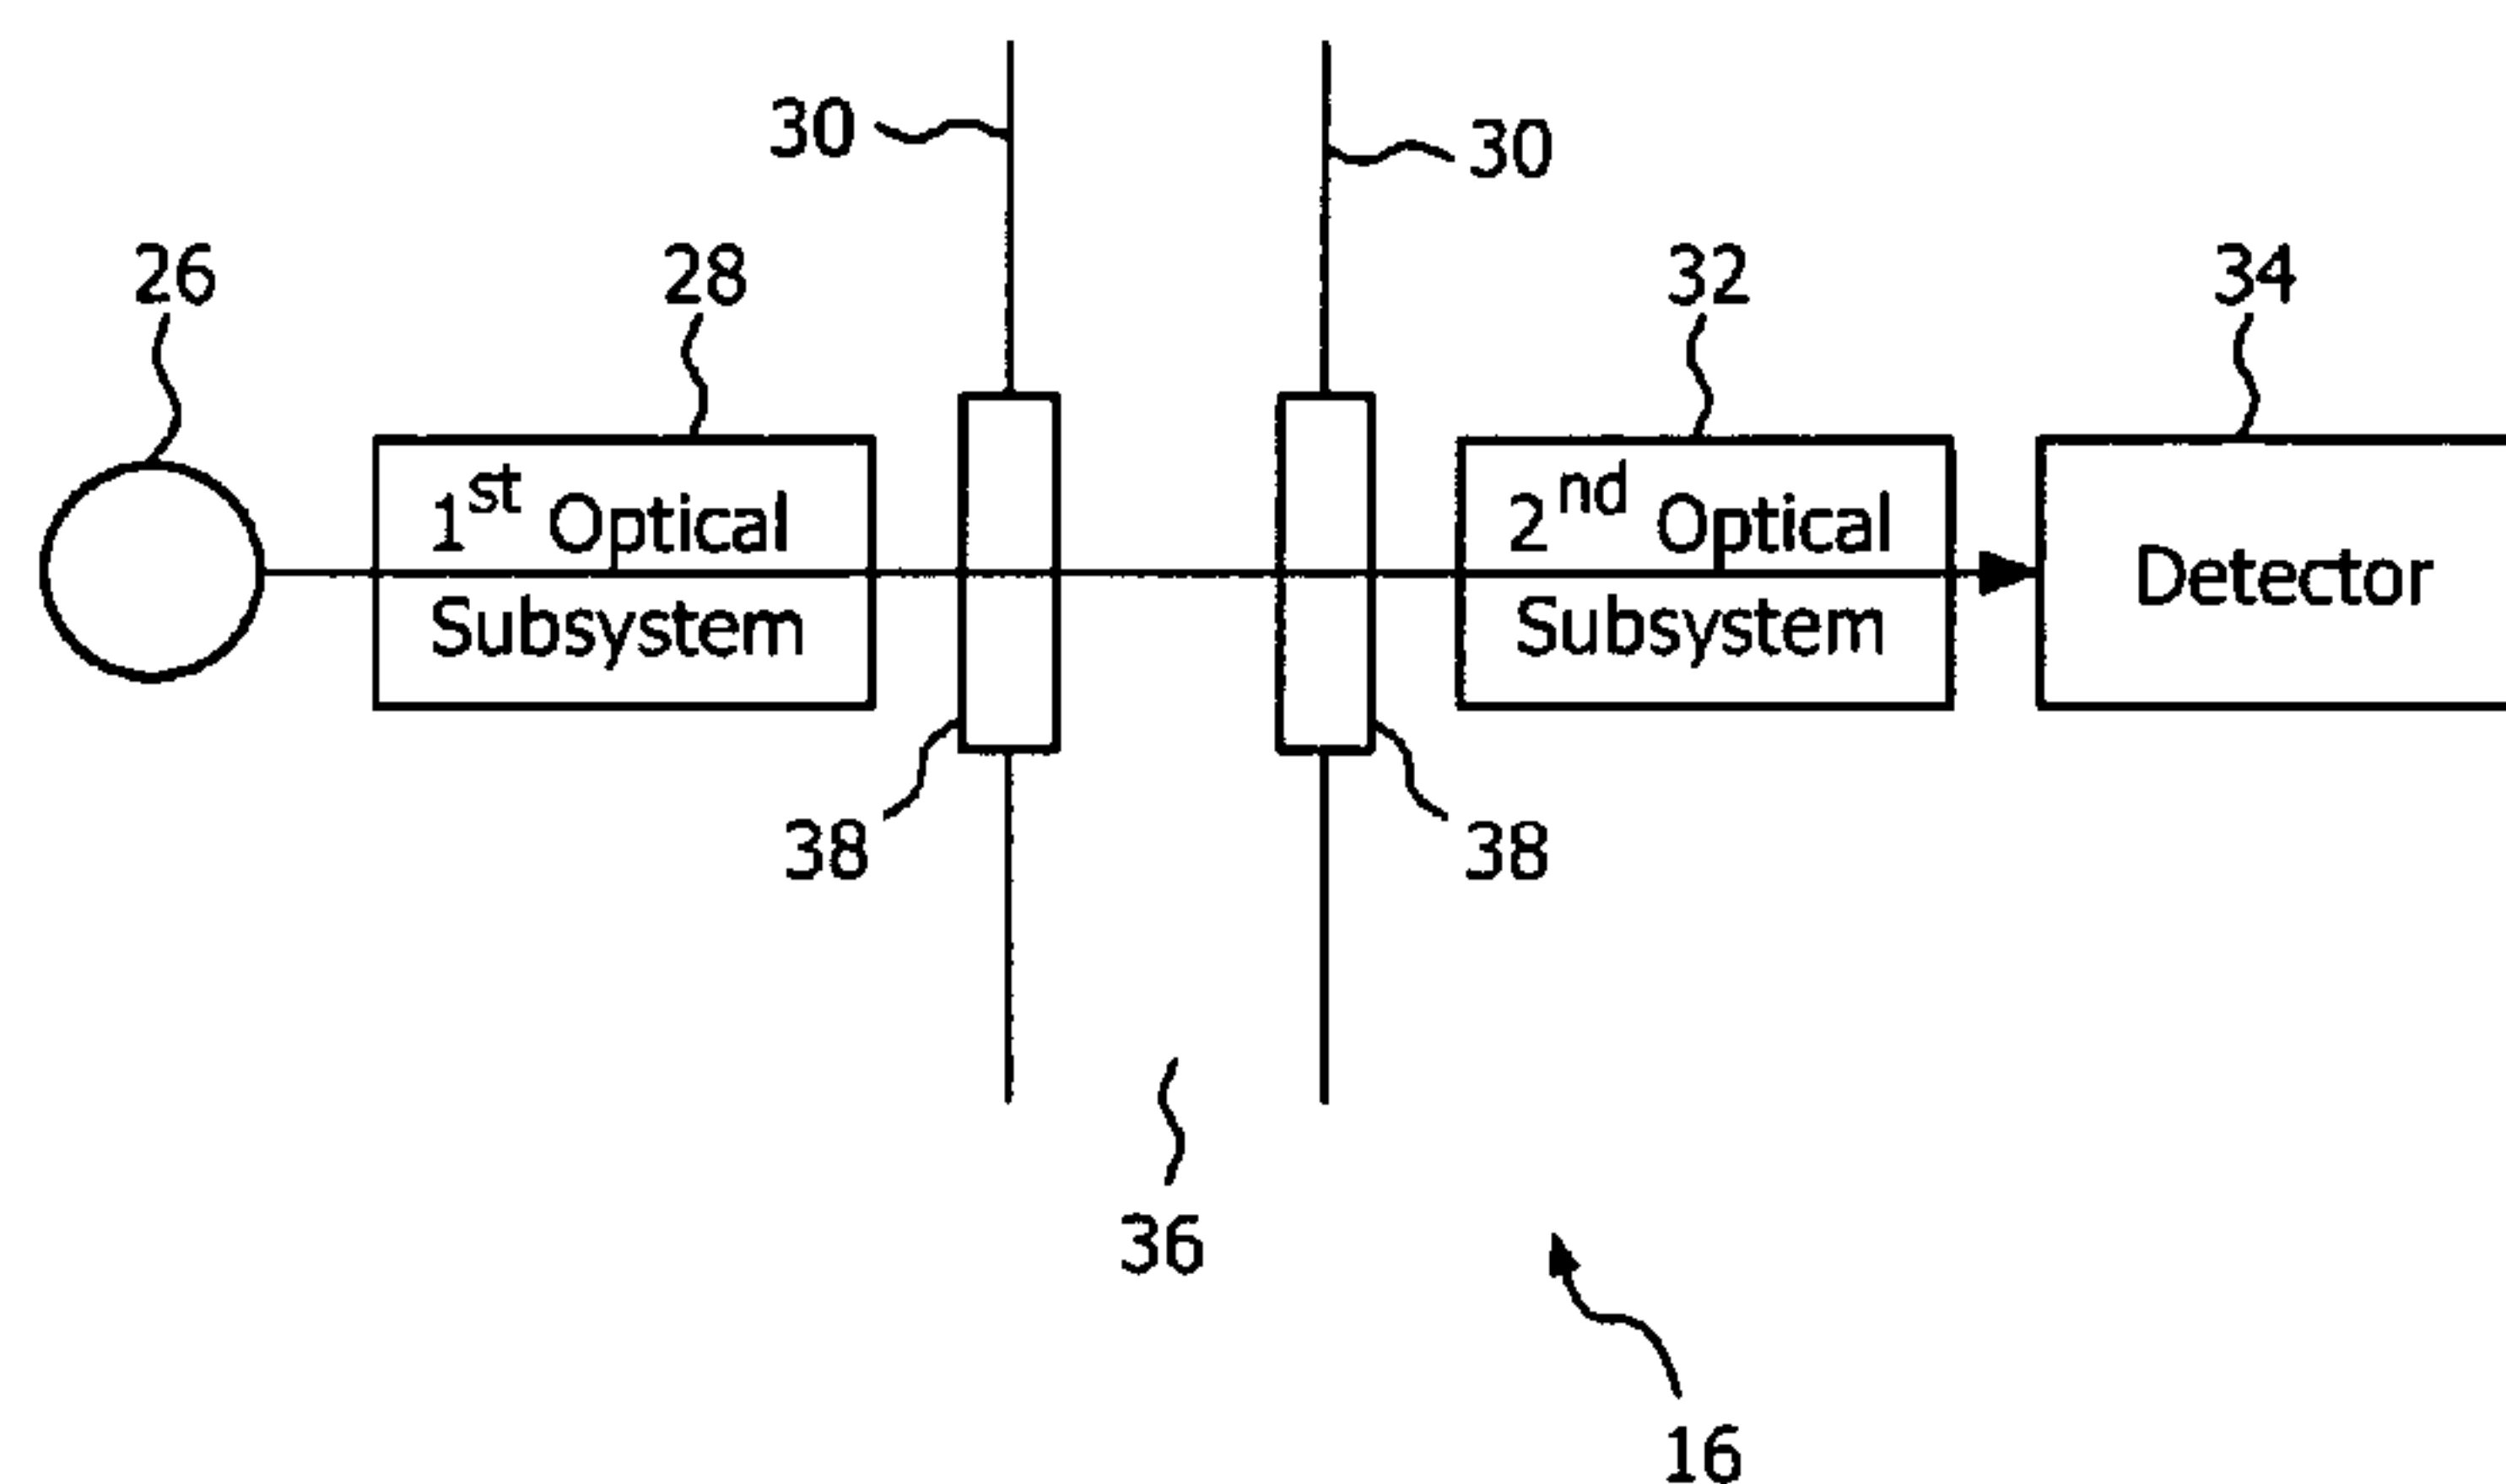 30
30
26
28
32
34
1st Optical
Subsystem
2nd Optical
Subsystem
Detector
38
38
36
16